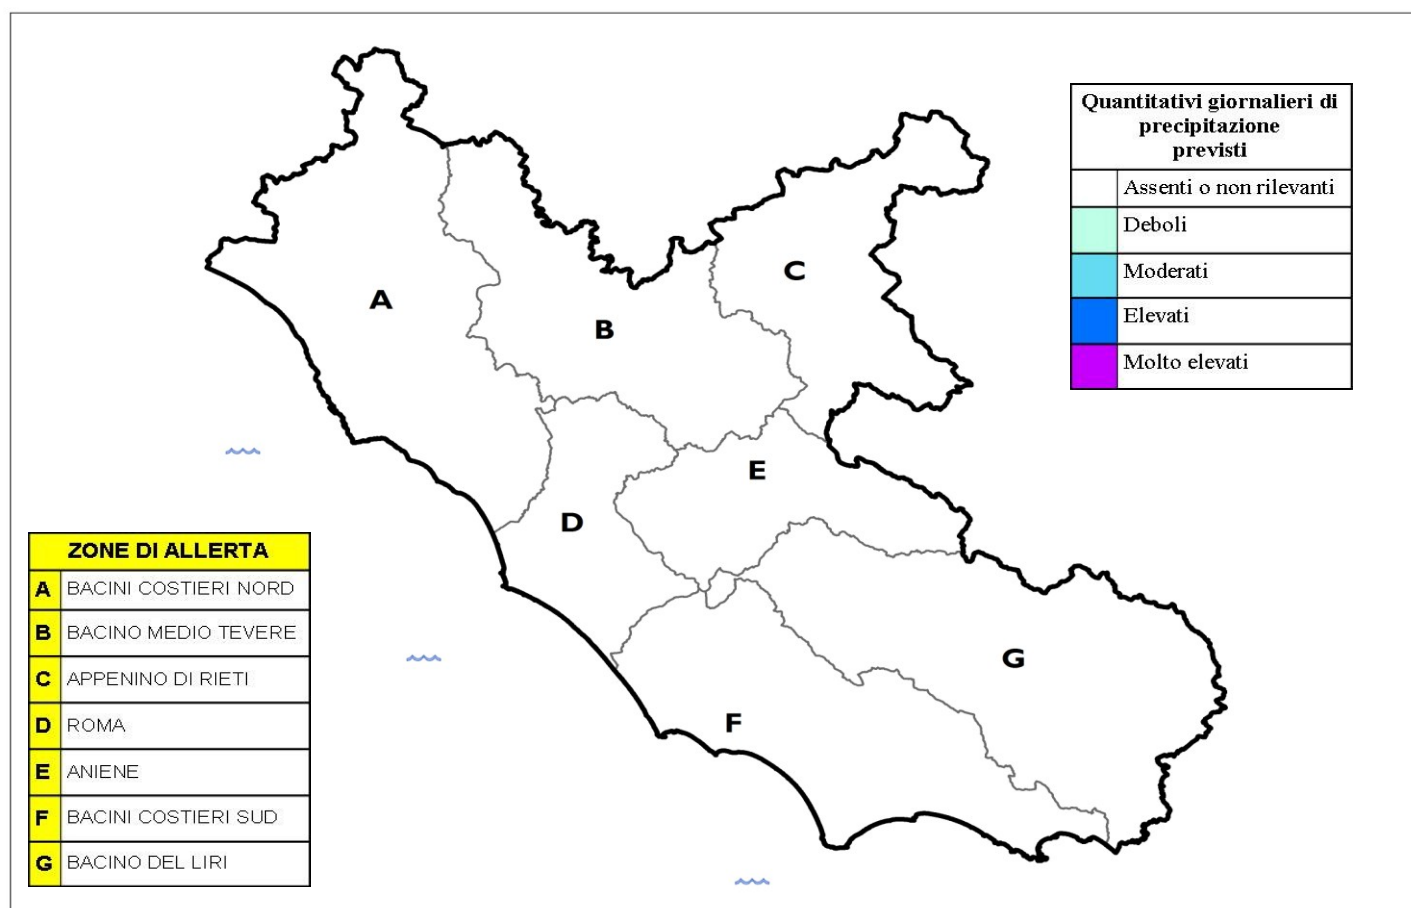 Quantitativi giornalieri di
precipitazione
previsti
Assenti o non rilevanti
Deboli
Moderati
Elevati
Molto elevati
A
B
C
D
E
F
G
ZONE DI ALLERTA
A BACINI COSTIERI NORD
B BACINO MEDIO TEVERE
C APPENINO DI RIETI
D ROMA
E ANIENE
F BACINI COSTIERI SUD
G BACINO DEL LIRI